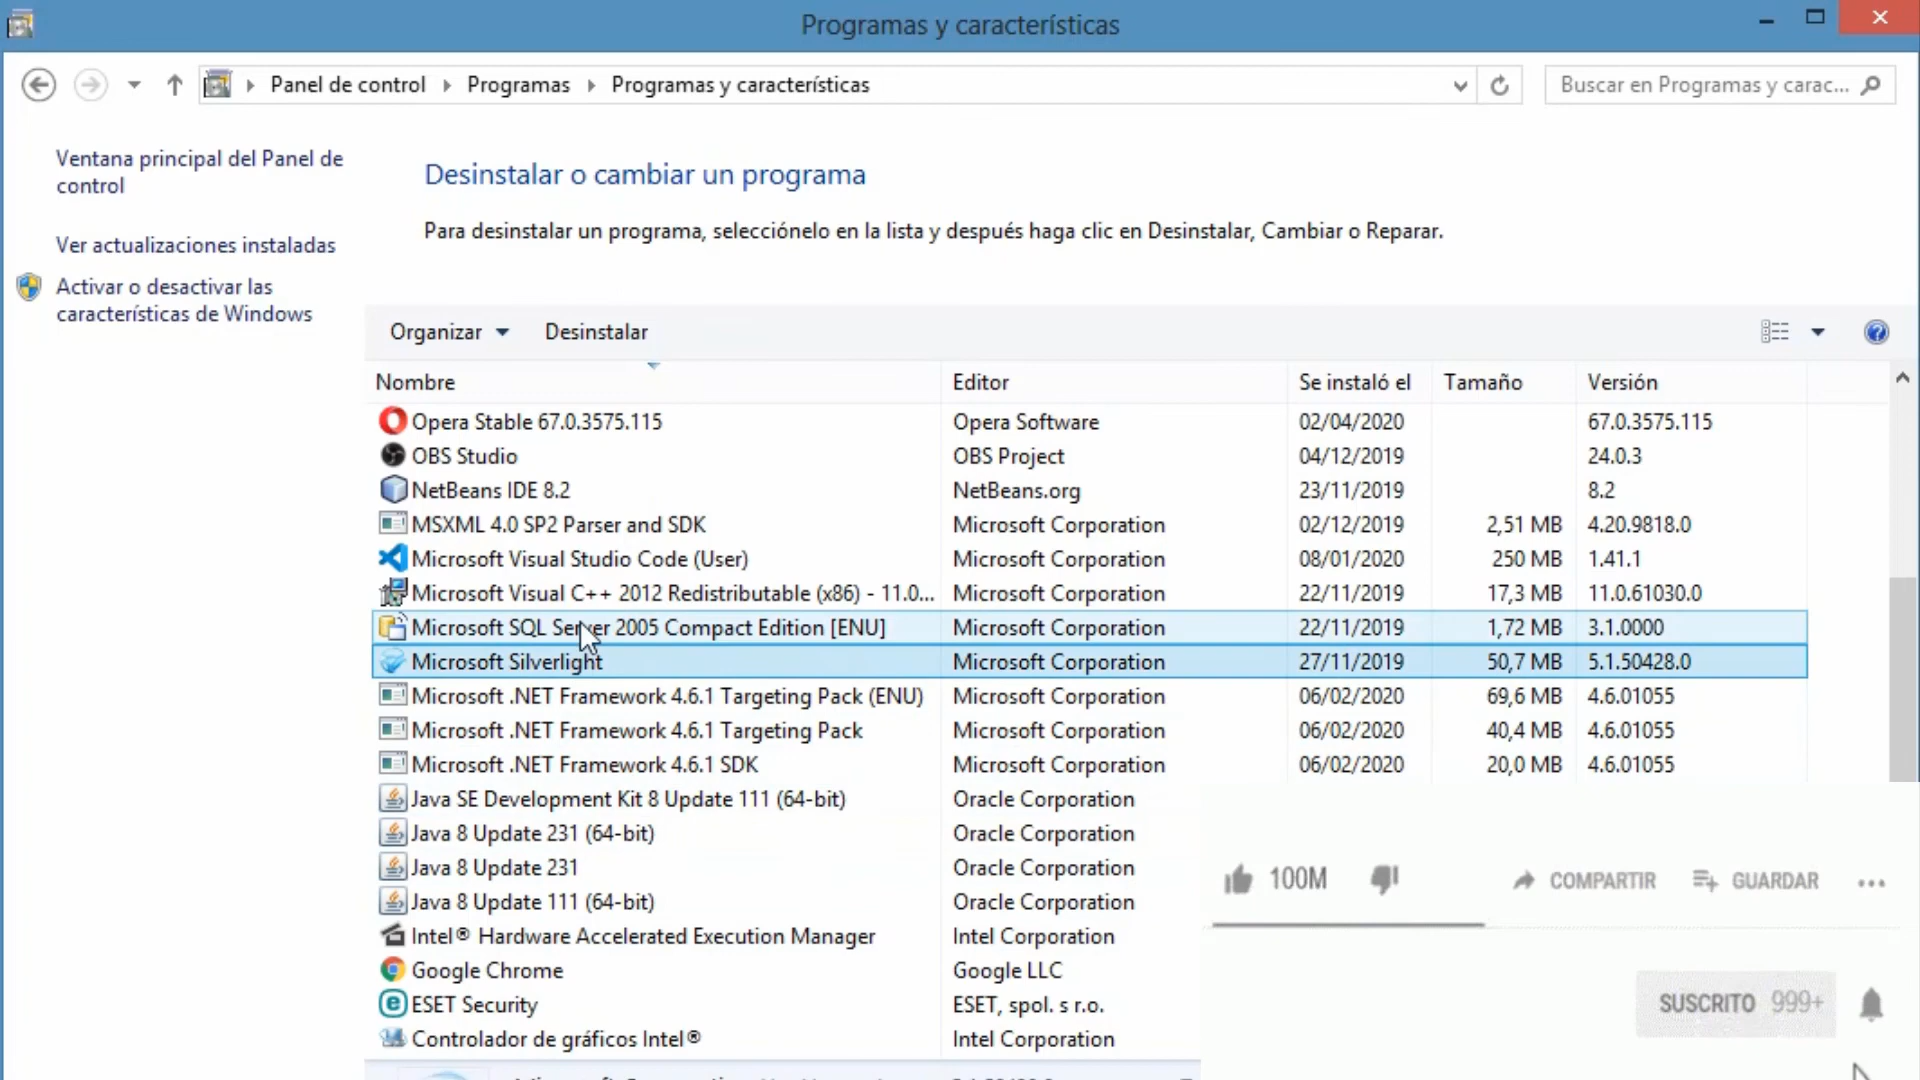 Programas y características
Panel de control Programas Programas y características
Buscar en Programas y carac...
Ventana principal del Panel de
control
Ver actualizaciones instaladas
Activar o desactivar las
características de Windows
Desinstalar o cambiar un programa
Para desinstalar un programa, selecciónelo en la lista y después haga clic en Desinstalar, Cambiar o Reparar.
Organizar Desinstalar
Nombre Editor Se instaló el Tamaño Versión
Opera Stable 67.0.3575.115 Opera Software 02/04/2020 67.0.3575.115
OBS Studio OBS Project 04/12/2019 24.0.3
NetBeans IDE 8.2 NetBeans.org 23/11/2019 8.2
MSXML 4.0 SP2 Parser and SDK Microsoft Corporation 02/12/2019 2,51 MB 4.20.9818.0
Microsoft Visual Studio Code (User) Microsoft Corporation 08/01/2020 250 MB 1.41.1
Microsoft Visual C++ 2012 Redistributable (x86) - 11.0... Microsoft Corporation 22/11/2019 17,3 MB 11.0.61030.0
Microsoft SQL Server 2005 Compact Edition [ENU] Microsoft Corporation 22/11/2019 1,72 MB 3.1.0000
Microsoft Silverlight Microsoft Corporation 27/11/2019 50,7 MB 5.1.50428.0
Microsoft .NET Framework 4.6.1 Targeting Pack (ENU) Microsoft Corporation 06/02/2020 69,6 MB 4.6.01055
Microsoft .NET Framework 4.6.1 Targeting Pack Microsoft Corporation 06/02/2020 40,4 MB 4.6.01055
Microsoft .NET Framework 4.6.1 SDK Microsoft Corporation 06/02/2020 20,0 MB 4.6.01055
Java SE Development Kit 8 Update 111 (64-bit) Oracle Corporation
Java 8 Update 231 (64-bit) Oracle Corporation
Java 8 Update 231 Oracle Corporation
Java 8 Update 111 (64-bit) Oracle Corporation
Intel® Hardware Accelerated Execution Manager Intel Corporation
Google Chrome Google LLC
ESET Security ESET, spol. s r.o.
Controlador de gráficos Intel® Intel Corporation
100M COMPARTIR GUARDAR
SUSCRITO 999+